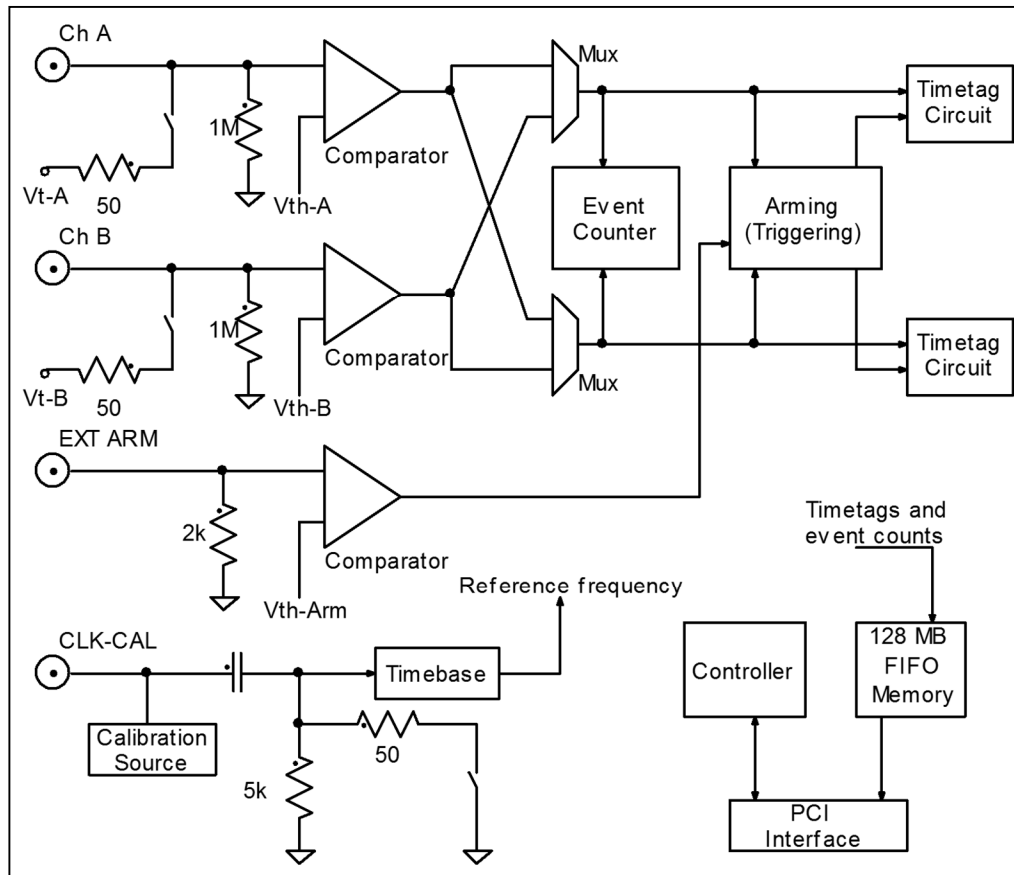 Ch A
Mux
Timetag
Circuit
1M
Comparator
Vt-A
50
Vth-A
Event
Counter
Arming
(Triggering)
Ch B
1M
Comparator
Timetag
Circuit
Mux
Vt-B
50
Vth-B
EXT ARM
2k
Comparator
Timetags and
event counts
Vth-Arm
Reference frequency
CLK-CAL
Timebase
Controller
128 MB
FIFO
Memory
Calibration
Source
50
5k
PCI
Interface